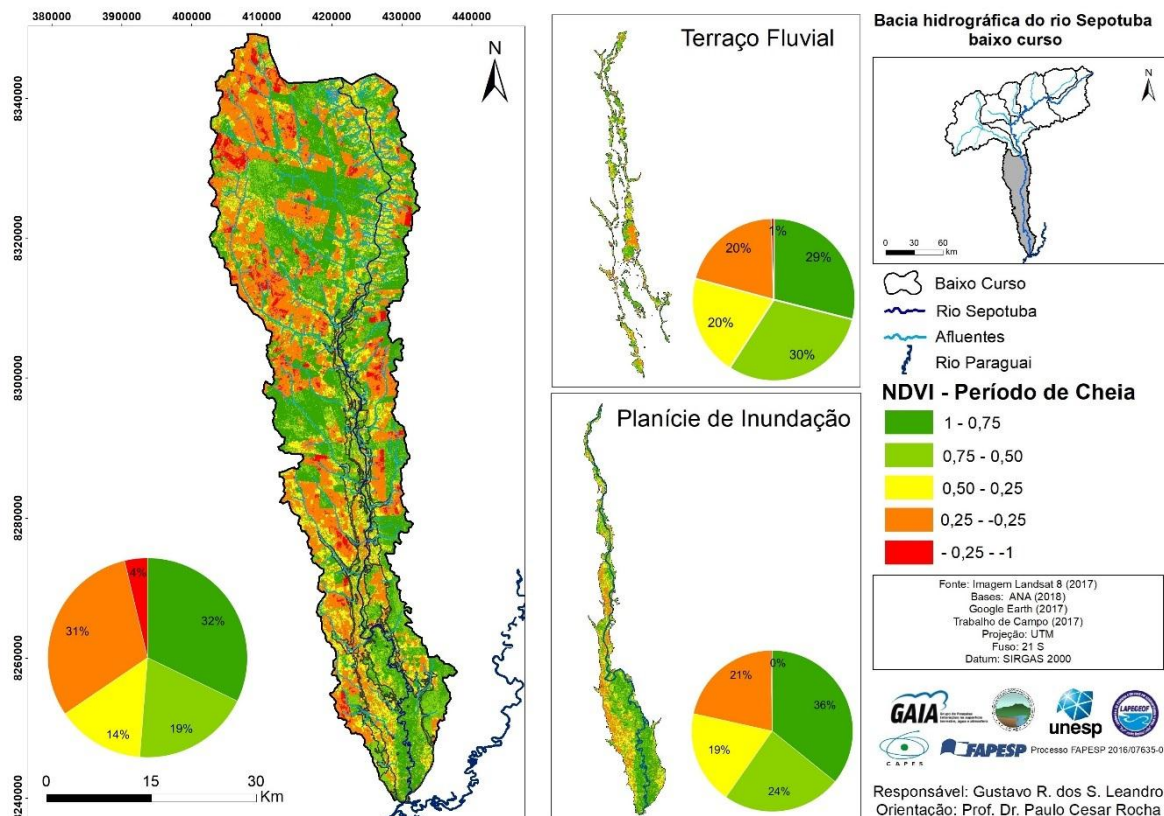 380000 390000 400000 410000 420000 430000 440000
8340000
8320000
8300000
8280000
8260000
8240000
N
4%
32%
31%
14%
19%
0 15 30
Km
Terraço Fluvial
1%
20%
29%
20%
30%
Planície de Inundação
0%
21%
36%
19%
24%
Bacia hidrográfica do rio Sepotuba
baixo curso
N
0 30 60
km
Baixo Curso
Rio Sepotuba
Afluentes
Rio Paraguai
NDVI - Período de Cheia
1 - 0,75
0,75 - 0,50
0,50 - 0,25
0,25 - -0,25
- 0,25 - -1
Fonte: Imagem Landsat 8 (2017)
Bases: ANA (2018)
Google Earth (2017)
Trabalho de Campo (2017)
Projeção: UTM
Fuso: 21 S
Datum: SIRGAS 2000
GAIA
unesp
LAPEGEOF
CAPES
FAPESP Processo FAPESP 2016/07635-0
Responsável: Gustavo R. dos S. Leandro
Orientação: Prof. Dr. Paulo Cesar Rocha